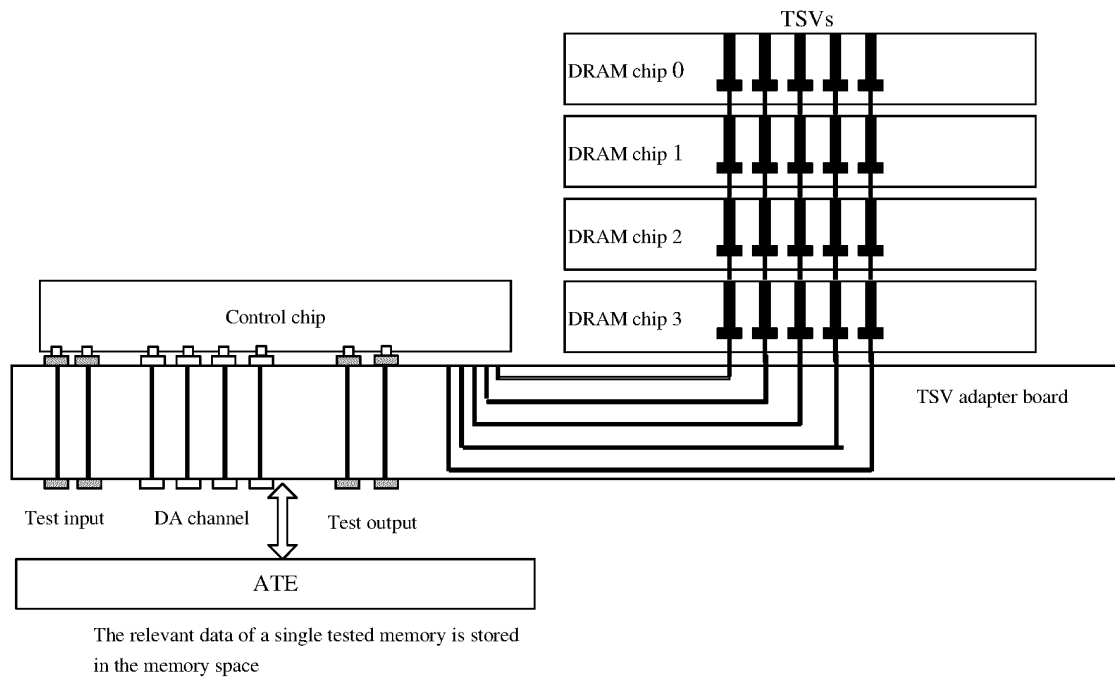 TSVs
DRAM chip 0
DRAM chip 1
DRAM chip 2
DRAM chip 3
Control chip
TSV adapter board
Test input
DA channel
Test output
ATE
The relevant data of a single tested memory is stored
in the memory space